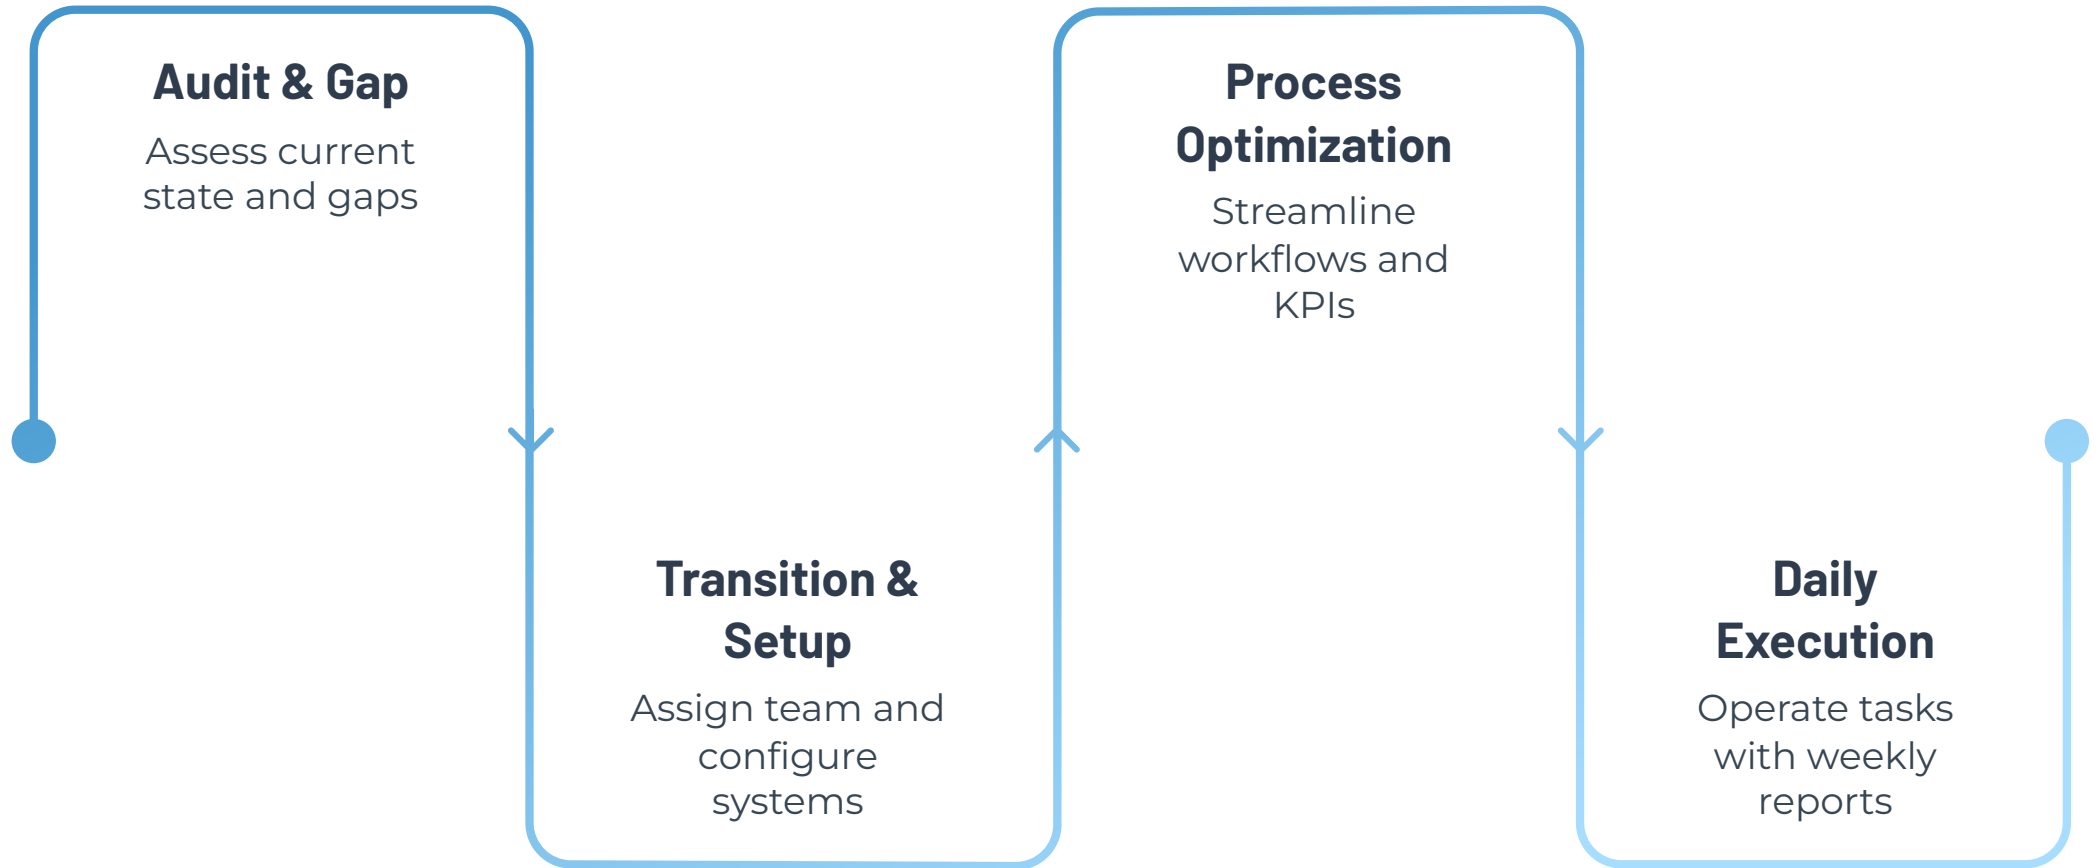 Audit & Gap
Assess current
state and gaps
Transition &
Setup
Assign team and
configure
systems
Process
Optimization
Streamline
workflows and
KPIs
Daily
Execution
Operate tasks
with weekly
reports